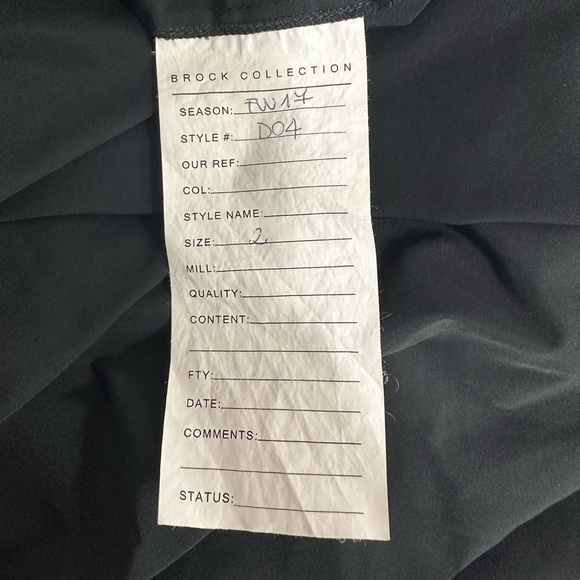 BROCK COLLECTION
SEASON: FW17
STYLE #: D04
OUR REF:
COL:
STYLE NAME:
SIZE: 2
MILL:
QUALITY:
CONTENT:
FTY:
DATE:
COMMENTS:
STATUS: